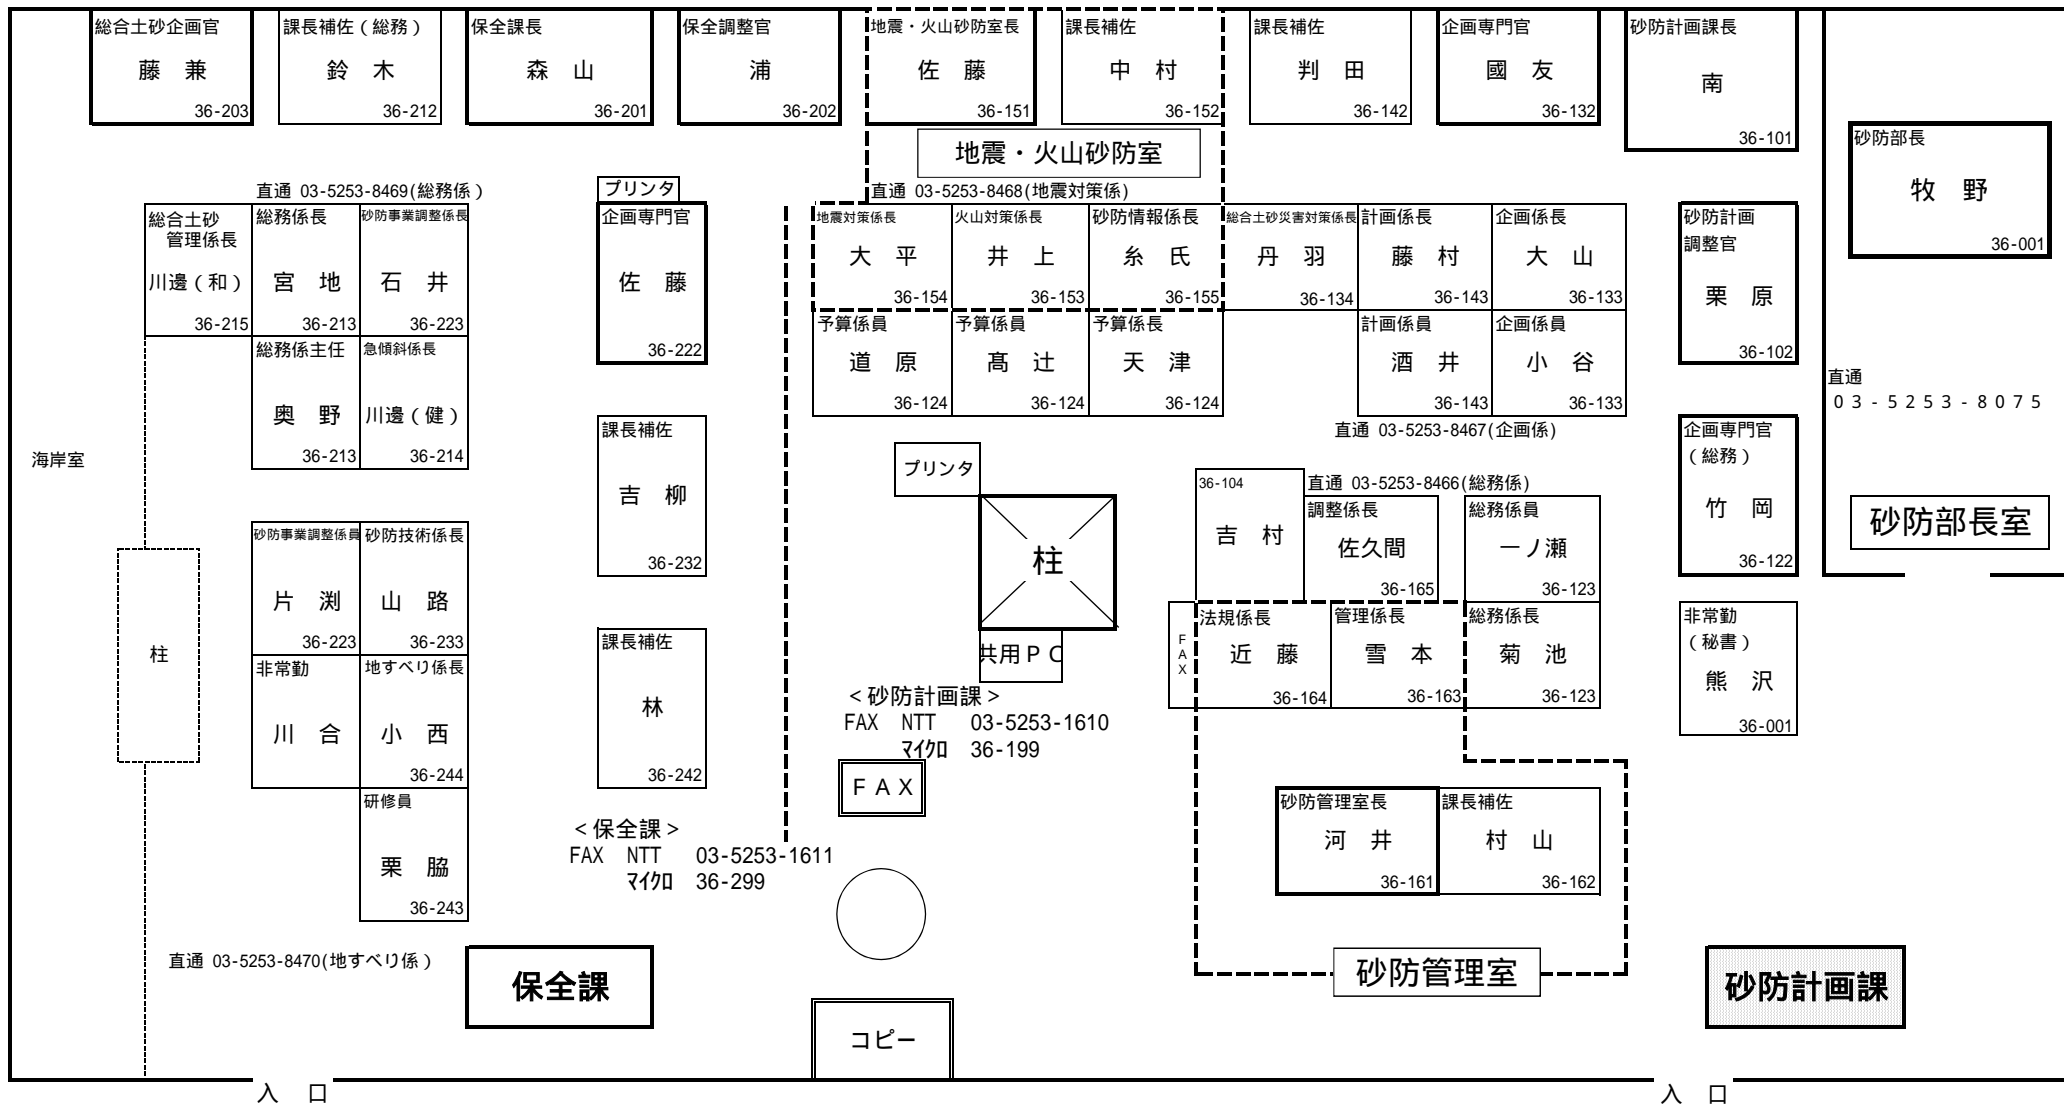 総合土砂企画官
藤 兼
36-203
課長補佐（総務）
鈴 木
36-212
保全課長
森 山
36-201
保全調整官
浦
36-202
地震・火山砂防室長
佐 藤
36-151
課長補佐
中 村
36-152
課長補佐
判 田
36-142
企画専門官
國 友
36-132
砂防計画課長
南
36-101
砂防部長
牧 野
36-001
地震・火山砂防室
直通 03-5253-8469(総務係)
総合土砂
管理係長
川邊（和）
36-215
総務係長
宮 地
36-213
砂防事業調整係長
石 井
36-223
総務係主任
奥 野
36-213
急傾斜係長
川邊（健）
36-214
プリンタ
企画専門官
佐 藤
36-222
直通 03-5253-8468(地震対策係)
地震対策係長
大 平
36-154
火山対策係長
井 上
36-153
砂防情報係長
糸 氏
36-155
総合土砂災害対策係長
丹 羽
36-134
計画係長
藤 村
36-143
企画係長
大 山
36-133
予算係員
道 原
36-124
予算係員
髙 辻
36-124
予算係長
天 津
36-124
計画係員
酒 井
36-143
企画係員
小 谷
36-133
直通 03-5253-8467(企画係)
砂防計画
調整官
栗 原
36-102
直通
03-5253-8075
海岸室
課長補佐
吉 柳
36-232
プリンタ
柱
共用ＰＣ
36-104
吉 村
直通 03-5253-8466(総務係)
調整係長
佐久間
36-165
総務係員
一ノ瀬
36-123
企画専門官
（総務）
竹 岡
36-122
砂防部長室
砂防事業調整係員
片 渕
36-223
砂防技術係長
山 路
36-233
柱
非常勤
川 合
地すべり係長
小 西
36-244
研修員
栗 脇
36-243
課長補佐
林
36-242
FAX
法規係長
近 藤
36-164
管理係長
雪 本
36-163
総務係長
菊 池
36-123
非常勤
（秘書）
熊 沢
36-001
＜砂防計画課＞
FAX NTT 03-5253-1610
ﾏｲｸﾛ 36-199
ＦＡＸ
＜保全課＞
FAX NTT 03-5253-1611
ﾏｲｸﾛ 36-299
砂防管理室長
河 井
36-161
課長補佐
村 山
36-162
直通 03-5253-8470(地すべり係)
保全課
砂防管理室
砂防計画課
コピー
入 口
入 口